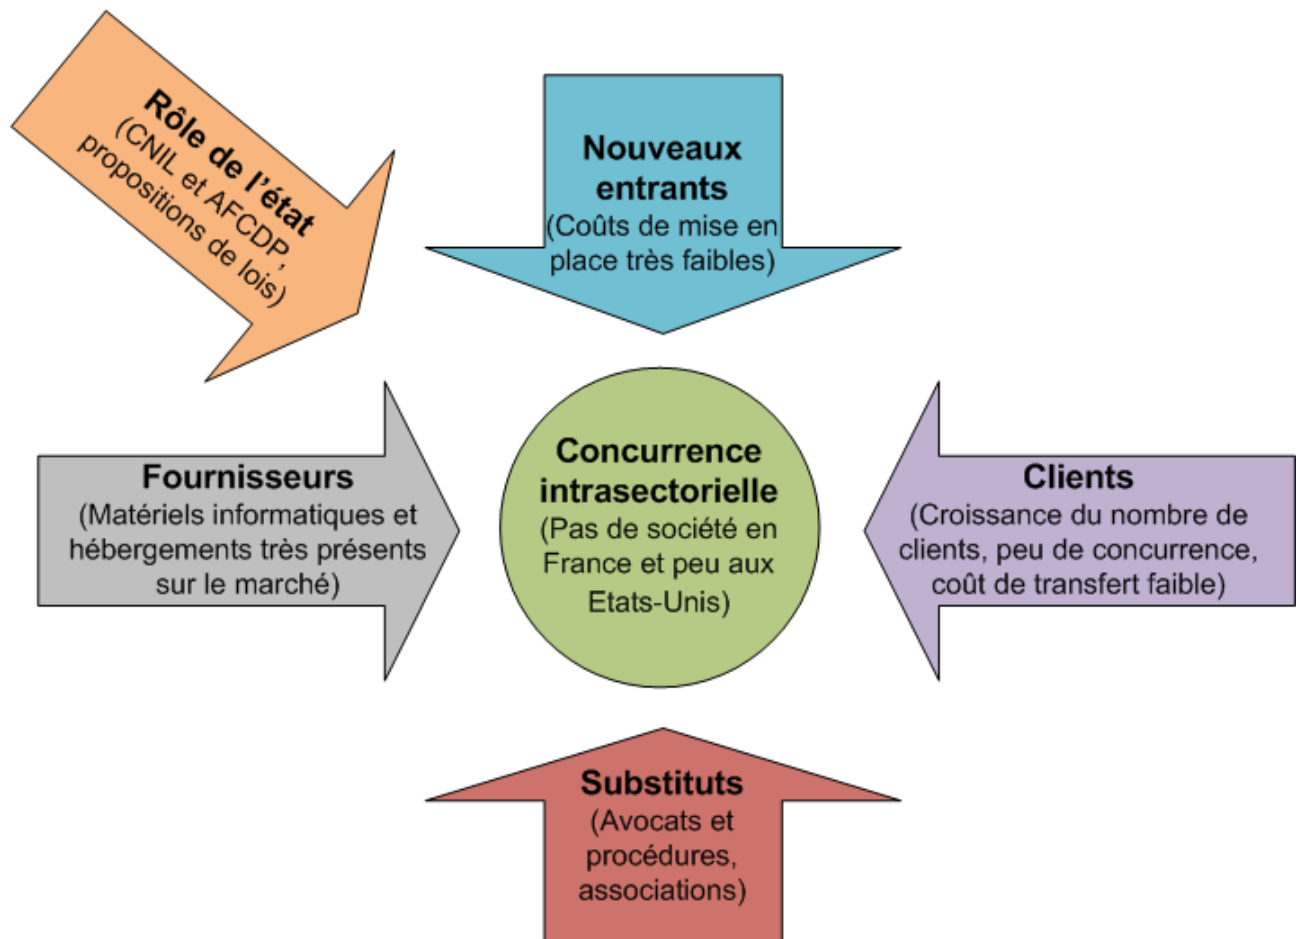 Rôle de l'état
(CNIL et AFCDP,
propositions de lois)
Nouveaux
entrants
(Coûts de mise en
place très faibles)
Fournisseurs
(Matériels informatiques et
hébergements très présents
sur le marché)
Concurrence
intrasectorielle
(Pas de société en
France et peu aux
Etats-Unis)
Clients
(Croissance du nombre de
clients, peu de concurrence,
coût de transfert faible)
Substituts
(Avocats et
procédures,
associations)